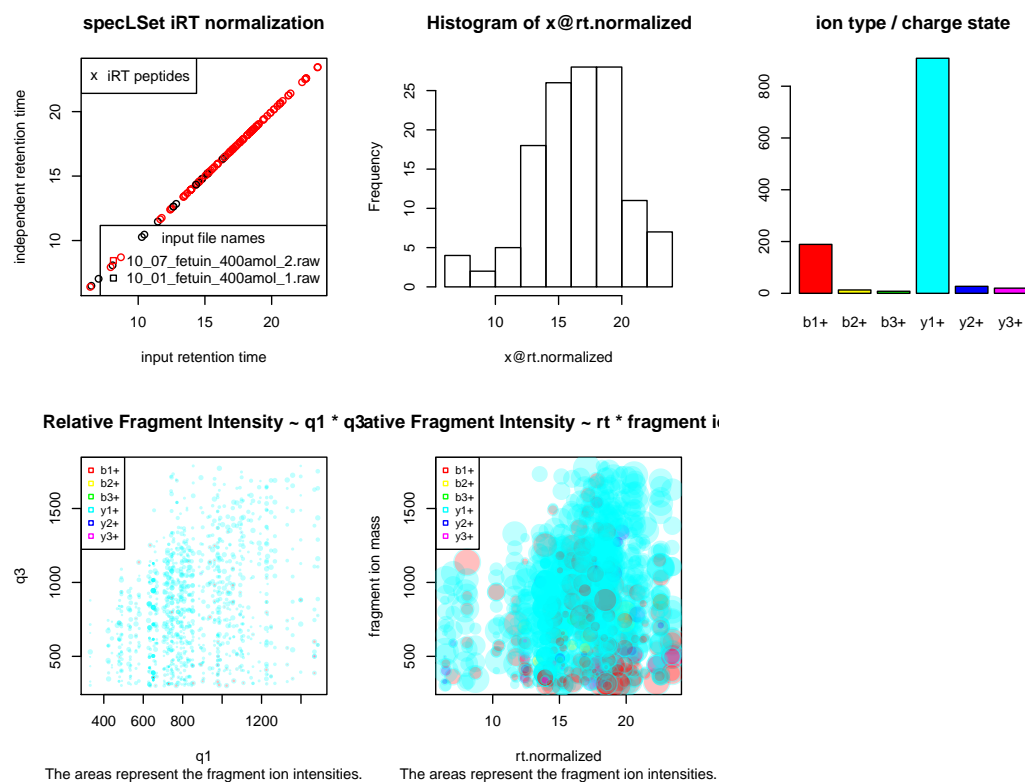 specLSet iRT normalization
independent retention time
20
15
10
x iRT peptides
input file names
10_07_fetuin_400amol_2.raw
10_01_fetuin_400amol_1.raw
10 15 20
input retention time
Histogram of x@rt.normalized
Frequency
25
20
15
10
5
0
10 15 20
x@rt.normalized
ion type / charge state
800
600
400
200
0
b1+ b2+ b3+ y1+ y2+ y3+
Relative Fragment Intensity ~ q1 * q3
q3
1500
1000
500
b1+
b2+
b3+
y1+
y2+
y3+
400 600 800 1200
q1
The areas represent the fragment ion intensities.
ative Fragment Intensity ~ rt * fragment i
fragment ion mass
1500
1000
500
b1+
b2+
b3+
y1+
y2+
y3+
10 15 20
rt.normalized
The areas represent the fragment ion intensities.